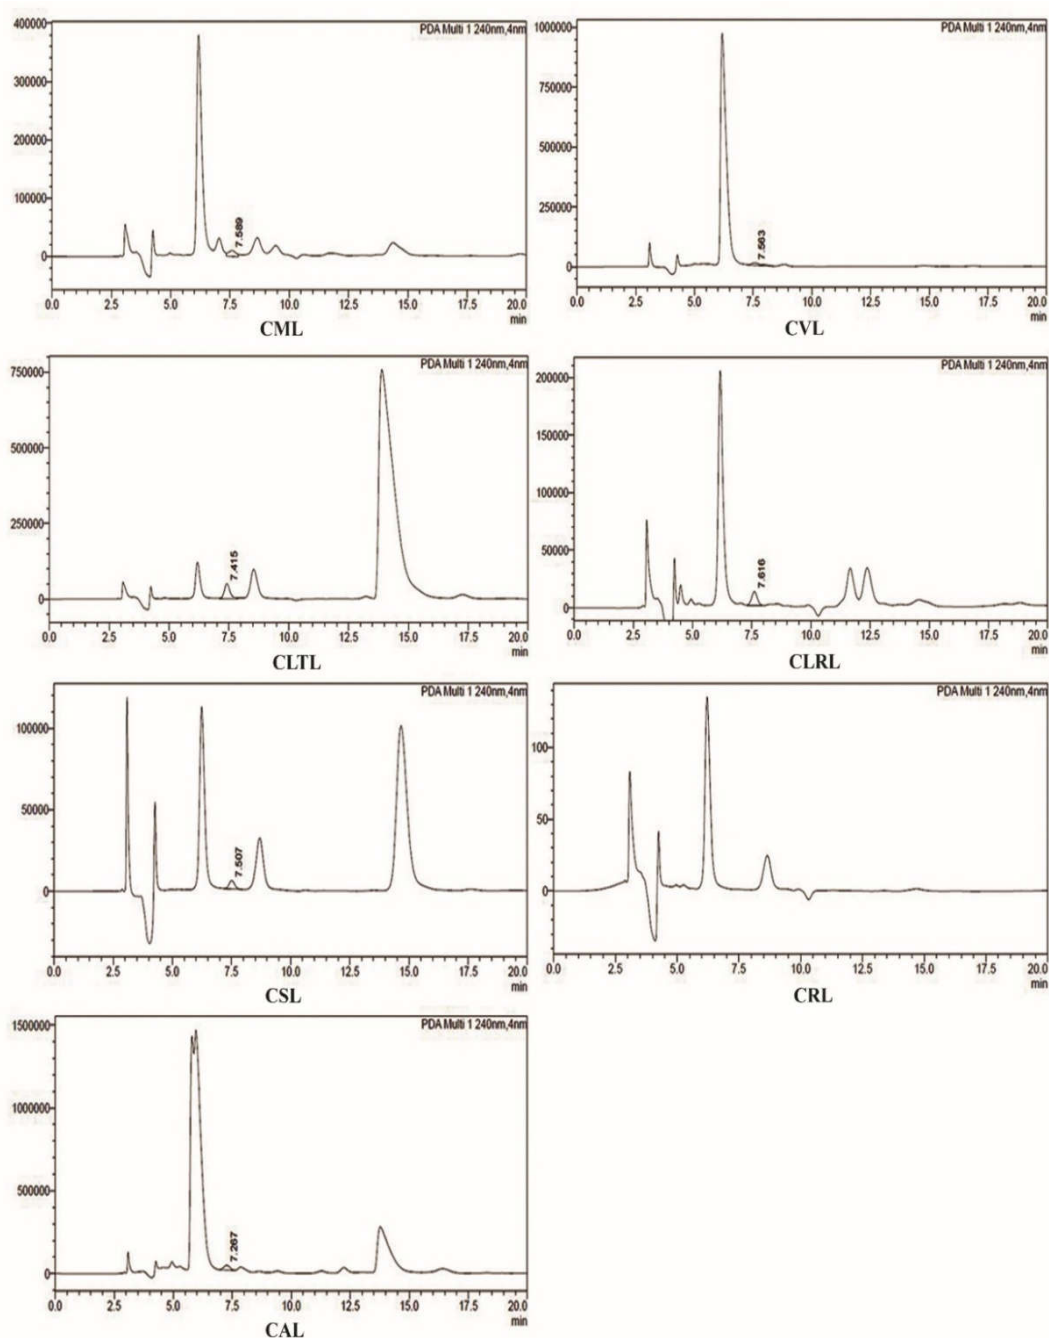 PDA Multi 1 240nm,4nm
400000
300000
200000
100000
0
7.589
0.0 2.5 5.0 7.5 10.0 12.5 15.0 17.5 20.0
min
CML
PDA Multi 1 240nm,4nm
1000000
750000
500000
250000
0
7.563
0.0 2.5 5.0 7.5 10.0 12.5 15.0 17.5 20.0
min
CVL
PDA Multi 1 240nm,4nm
750000
500000
250000
0
7.415
0.0 2.5 5.0 7.5 10.0 12.5 15.0 17.5 20.0
min
CLTL
PDA Multi 1 240nm,4nm
200000
150000
100000
50000
0
7.616
0.0 2.5 5.0 7.5 10.0 12.5 15.0 17.5 20.0
min
CLRL
PDA Multi 1 240nm,4nm
100000
50000
0
7.507
0.0 2.5 5.0 7.5 10.0 12.5 15.0 17.5 20.0
min
CSL
PDA Multi 1 240nm,4nm
100
50
0
0.0 2.5 5.0 7.5 10.0 12.5 15.0 17.5 20.0
min
CRL
PDA Multi 1 240nm,4nm
1500000
1000000
500000
0
7.267
0.0 2.5 5.0 7.5 10.0 12.5 15.0 17.5 20.0
min
CAL